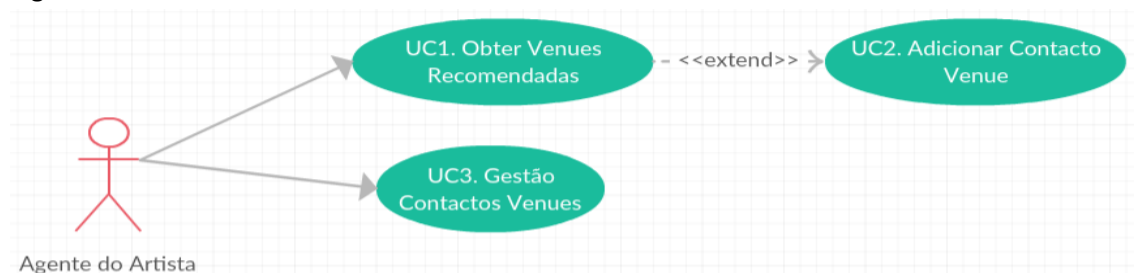 UC1. Obter Venues
Recomendadas
<<extend>>
UC2. Adicionar Contacto
Venue
UC3. Gestão
Contactos Venues
Agente do Artista